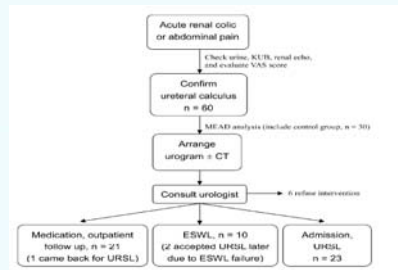 Acute renal colic
or abdominal pain
Check urine, KUB, renal echo,
and evaluate VAS score
Confirm
ureteral calculus
n = 60
MEAD analysis (include control group, n = 30)
Arrange
urogram ± CT
Consult urologist
6 refuse intervention
Medication, outpatient
follow up, n = 21
(1 came back for URSL)
ESWL, n = 10
(2 accepted URSL later
due to ESWL failure)
Admission,
URSL
n = 23